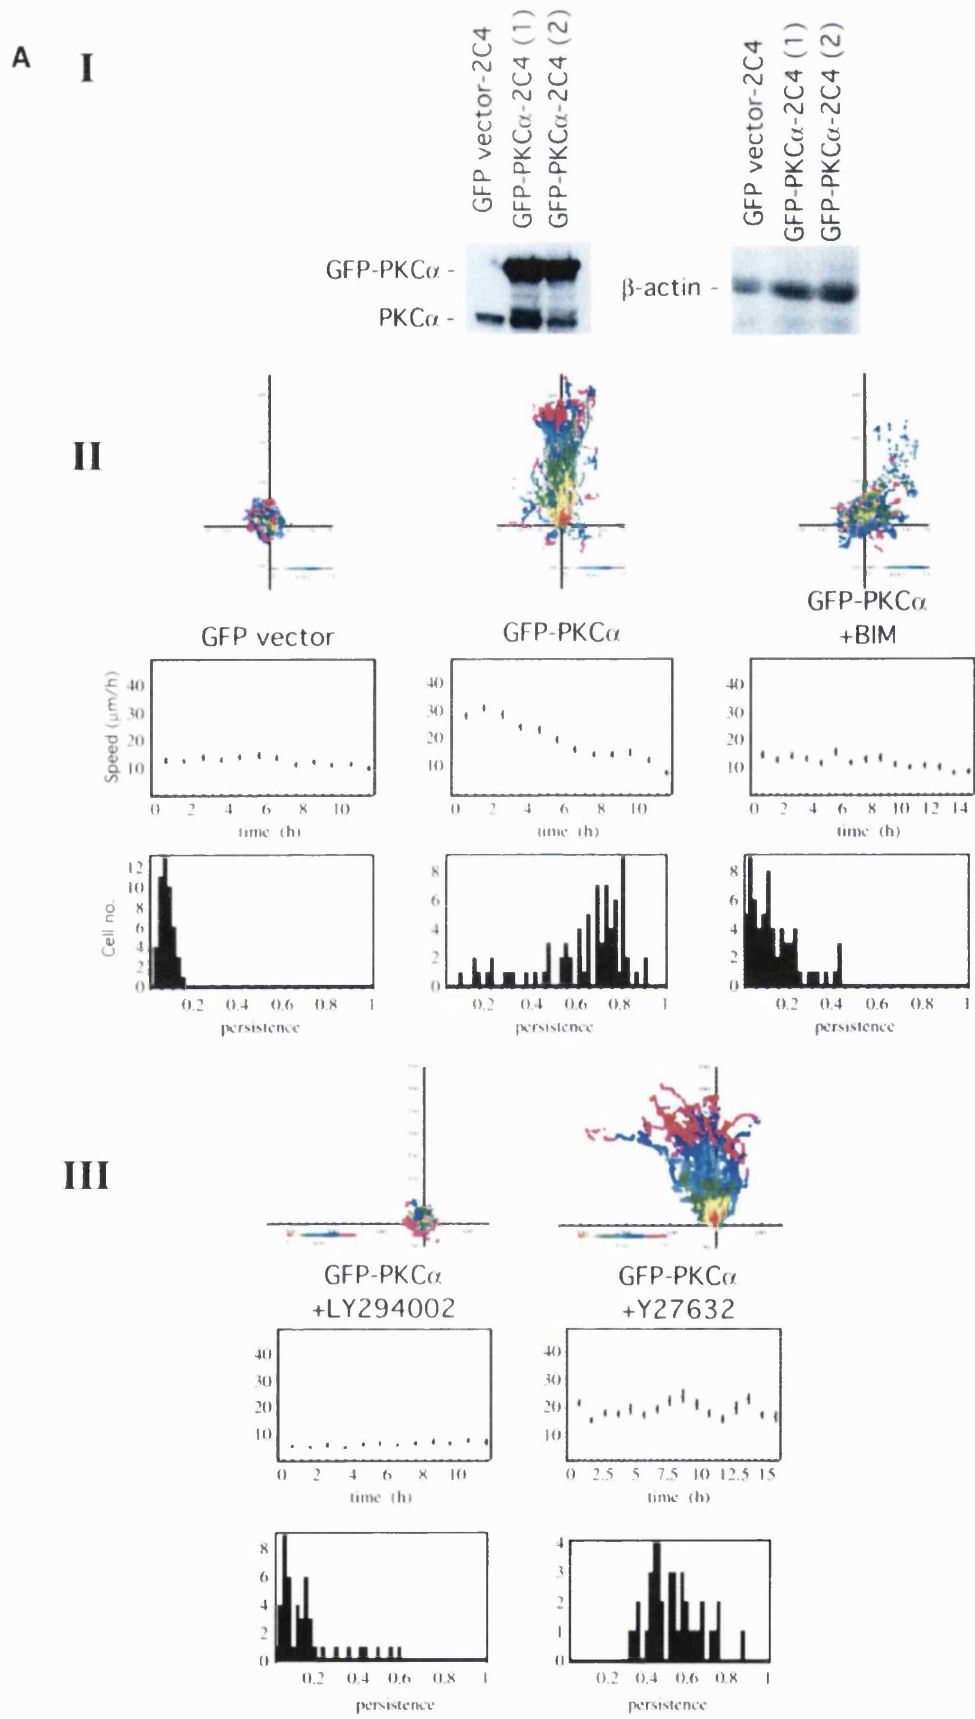 A
I
GFP vector-2C4
GFP-PKCα-2C4 (1)
GFP-PKCα-2C4 (2)
GFP vector-2C4
GFP-PKCα-2C4 (1)
GFP-PKCα-2C4 (2)
GFP-PKCα -
PKCα -
β-actin -
II
GFP vector
GFP-PKCα
GFP-PKCα
+BIM
Speed (μm/h)
40
30
20
10
0 2 4 6 8 10
time (h)
40
30
20
10
0 2 4 6 8 10
time (h)
40
30
20
10
0 2 4 6 8 10 12 14
time (h)
Cell no.
12
10
8
6
4
2
0
0.2 0.4 0.6 0.8 1
persistence
8
6
4
2
0
0.2 0.4 0.6 0.8 1
persistence
8
6
4
2
0
0.2 0.4 0.6 0.8 1
persistence
III
GFP-PKCα
+LY294002
GFP-PKCα
+Y27632
40
30
20
10
0 2 4 6 8 10
time (h)
40
30
20
10
0 2.5 5 7.5 10 12.5 15
time (h)
8
6
4
2
0
0.2 0.4 0.6 0.8 1
persistence
4
3
2
1
0
0.2 0.4 0.6 0.8 1
persistence